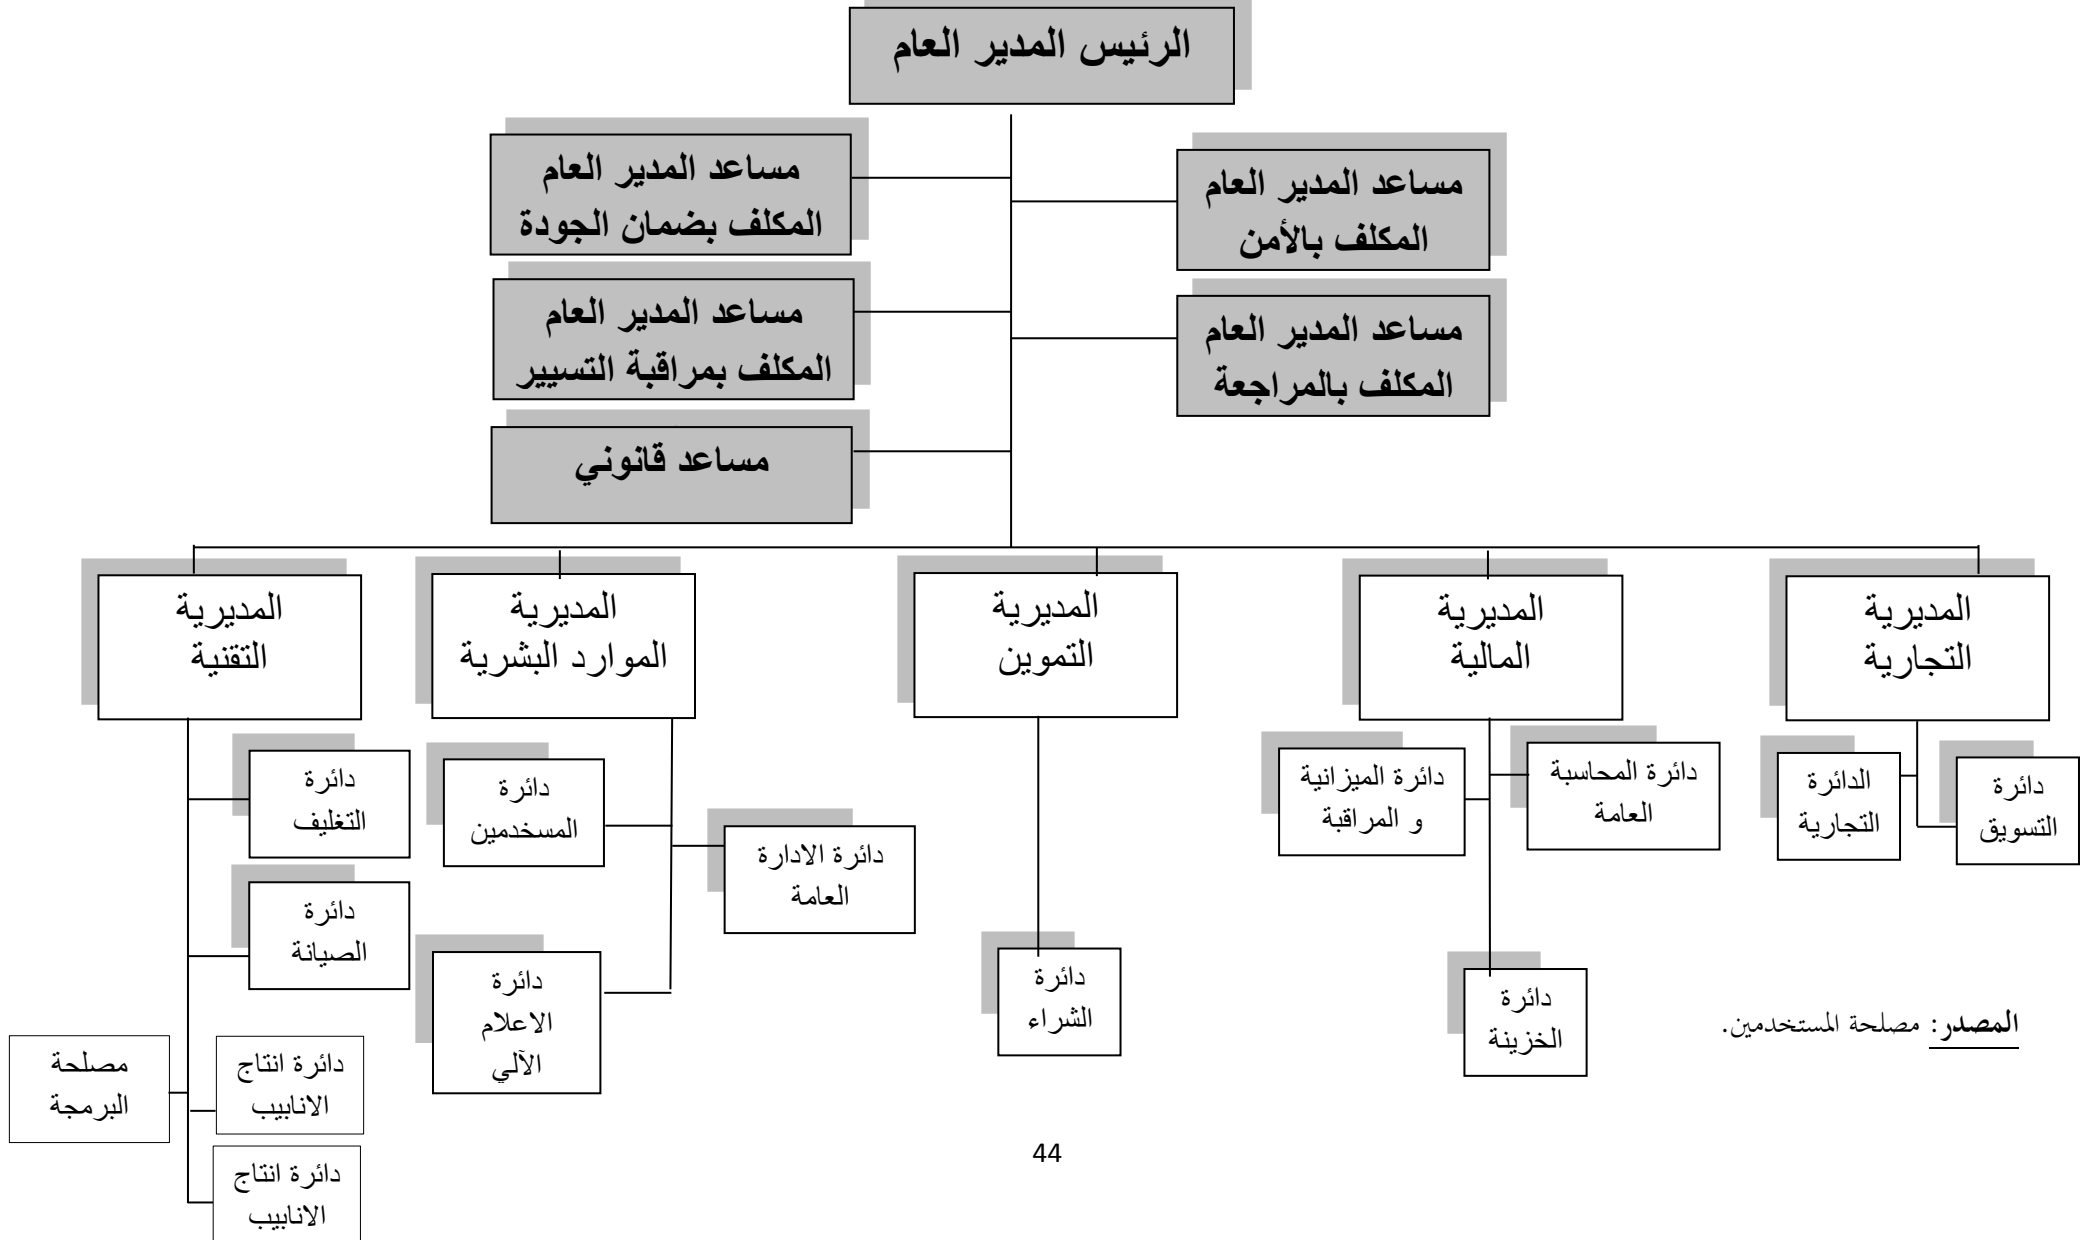 الرئيس المدير العام
مساعد المدير العام
المكلف بالأمن
مساعد المدير العام
المكلف بضمان الجودة
مساعد المدير العام
المكلف بالمراجعة
مساعد المدير العام
المكلف بمراقبة التسيير
مساعد قانوني
المديرية
التجارية
المديرية
المالية
المديرية
التموين
المديرية
الموارد البشرية
المديرية
التقنية
دائرة
التسويق
الدائرة
التجارية
دائرة المحاسبة
العامة
دائرة الميزانية
و المراقبة
دائرة
الخزينة
دائرة
الشراء
دائرة الادارة
العامة
دائرة
المسخدمين
دائرة
الاعلام
الآلي
دائرة
التغليف
دائرة
الصيانة
دائرة انتاج
الانابيب
مصلحة
البرمجة
دائرة انتاج
الانابيب
المصدر: مصلحة المستخدمين.
44